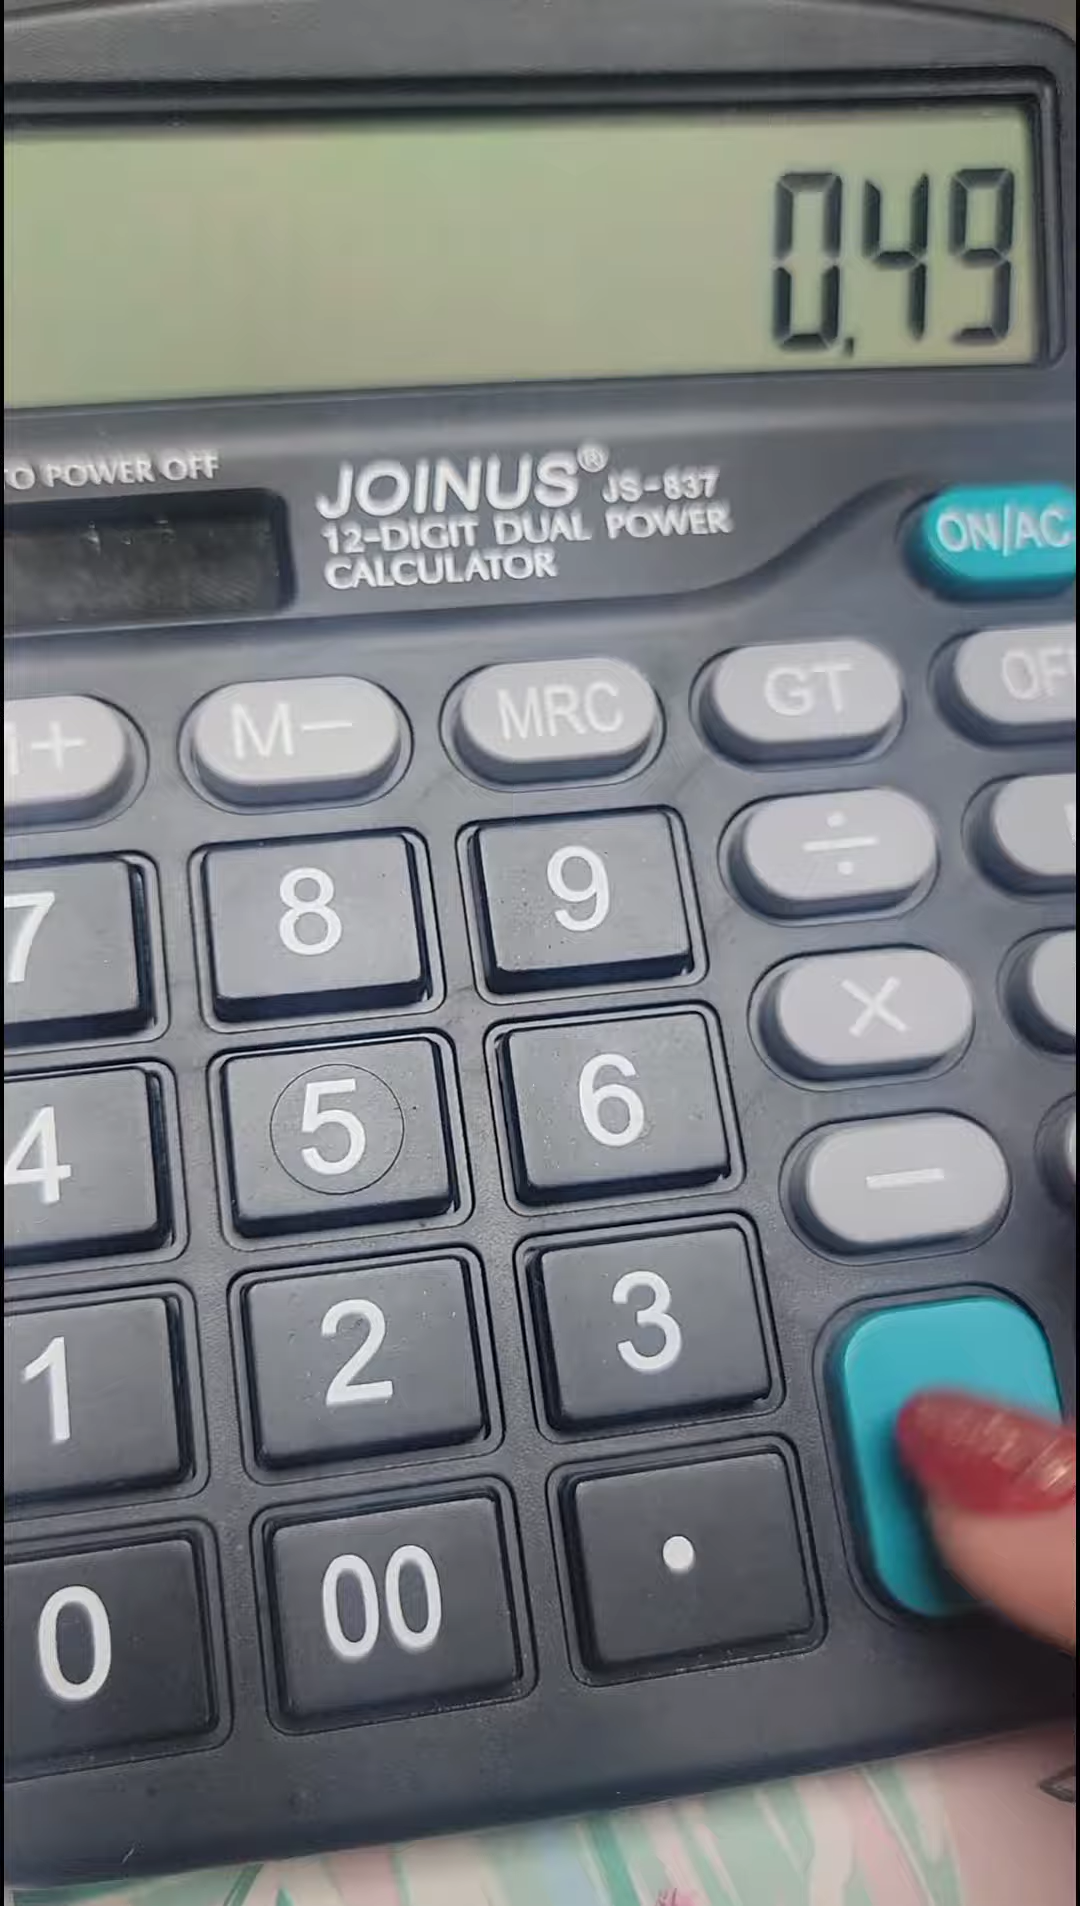 0.49
O POWER OFF
JOINUS® JS-837
12-DIGIT DUAL POWER
CALCULATOR
ON/AC
M- MRC GT
7 8 9 ÷
4 5 6 ×
1 2 3 -
0 00 •